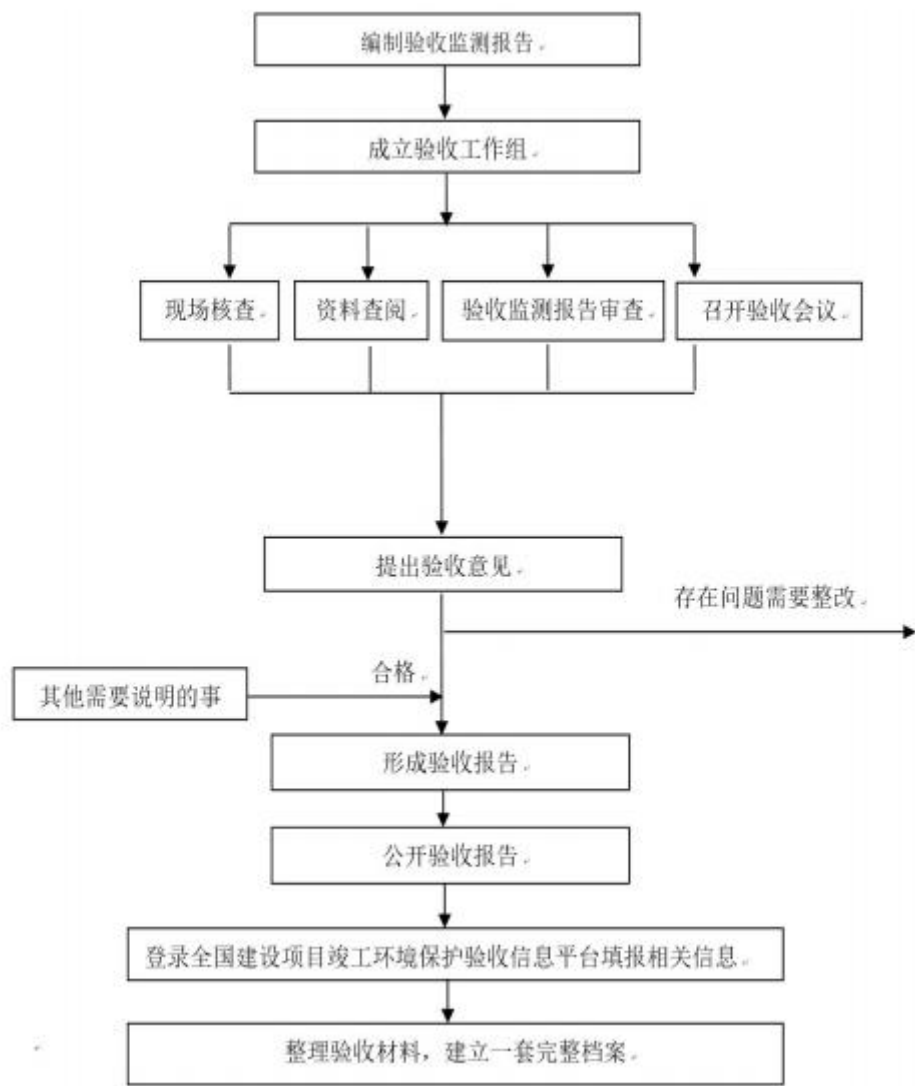 编制验收监测报告
成立验收工作组
现场核查
资料查阅
验收监测报告审查
召开验收会议
提出验收意见
存在问题需要整改
合格
其他需要说明的事
形成验收报告
公开验收报告
登录全国建设项目竣工环境保护验收信息平台填报相关信息
整理验收材料，建立一套完整档案